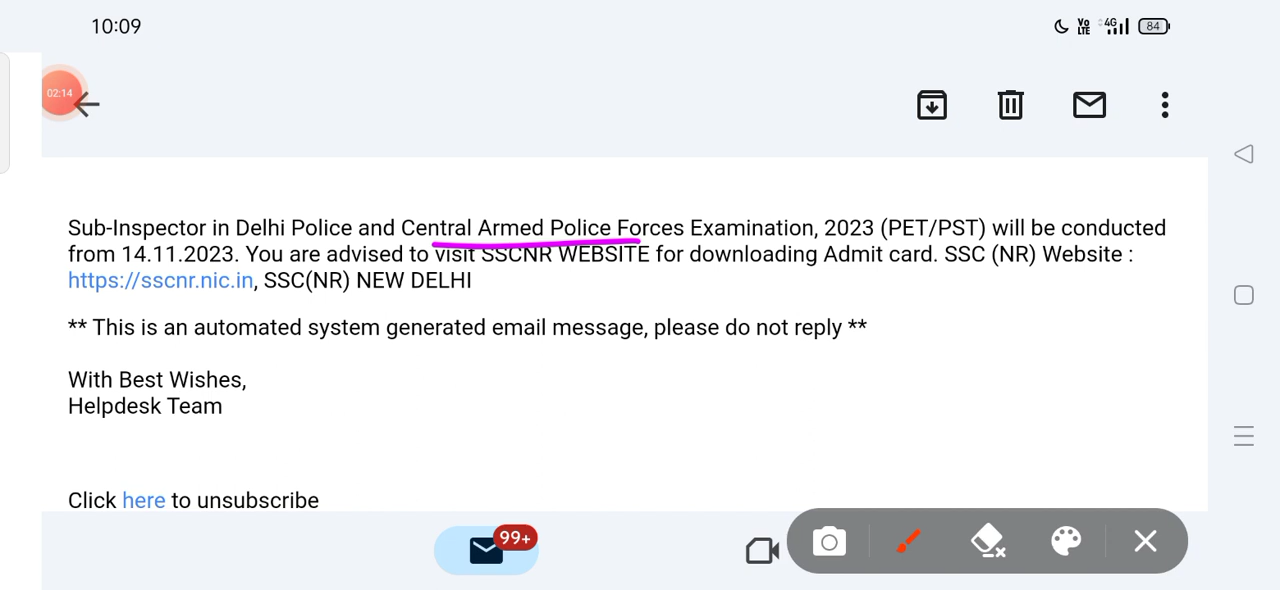 10:09
Vo LTE 4G 84
02:14
Sub-Inspector in Delhi Police and Central Armed Police Forces Examination, 2023 (PET/PST) will be conducted
from 14.11.2023. You are advised to visit SSCNR WEBSITE for downloading Admit card. SSC (NR) Website :
https://sscnr.nic.in, SSC(NR) NEW DELHI
** This is an automated system generated email message, please do not reply **
With Best Wishes,
Helpdesk Team
Click here to unsubscribe
99+